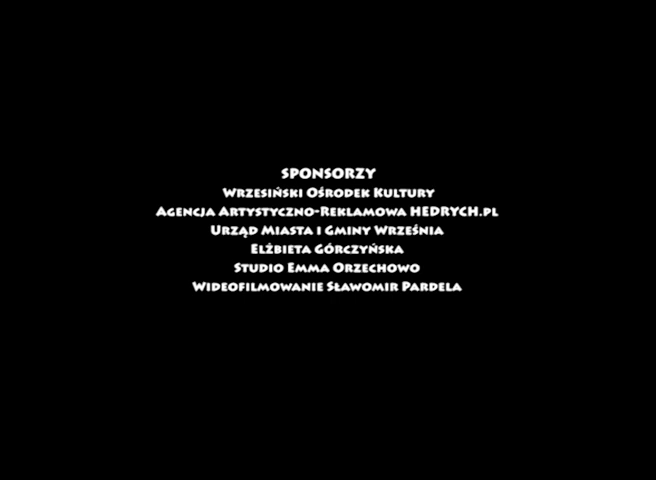 SPONSORZY
WRZESIŃSKI OŚRODEK KULTURY
AGENCJA ARTYSTYCZNO-REKLAMOWA HEDRYCH.PL
URZĄD MIASTA I GMINY WRZEŚNIA
ELŻBIETA GÓRCZYŃSKA
STUDIO EMMA ORZECHOWO
WIDEOFILMOWANIE SŁAWOMIR PARDELA